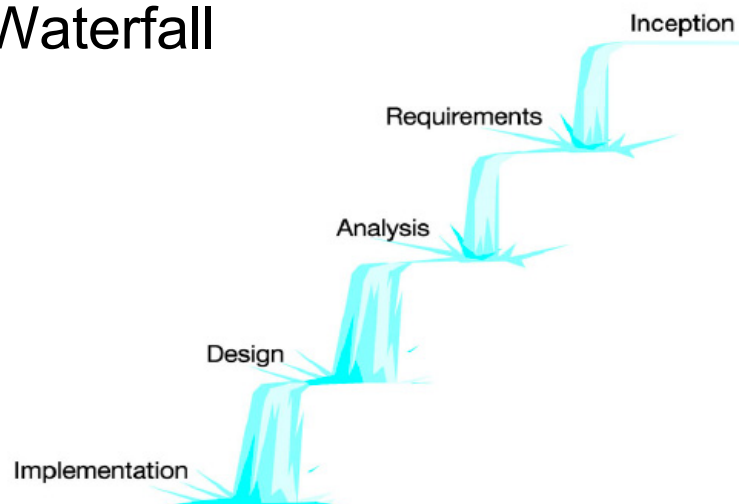 Waterfall
Inception
Requirements
Analysis
Design
Implementation